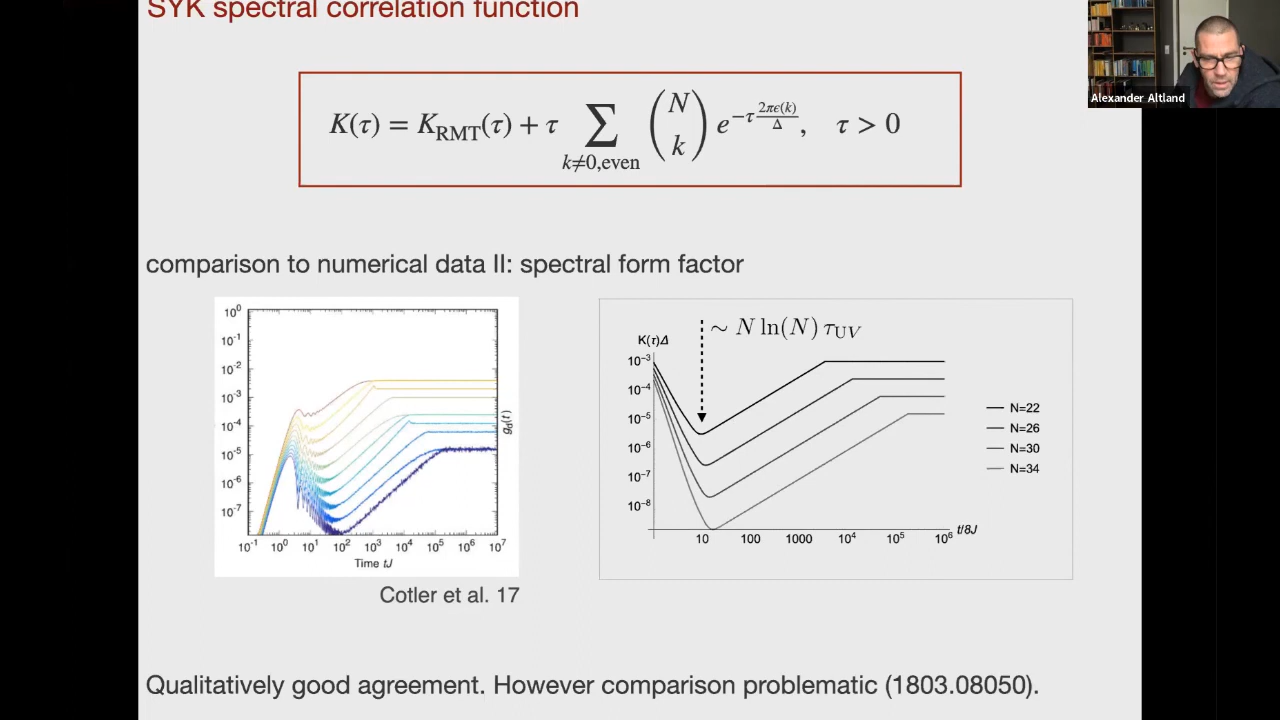 SYK spectral correlation function
Alexander Altland
K(τ) = K_RMT(τ) + τ ∑_{k≠0,even} (N k) e^{−τ 2πϵ(k)/Δ}, τ > 0
comparison to numerical data II: spectral form factor
10^0
10^-1
10^-2
10^-3
10^-4
10^-5
10^-6
10^-7
10^-1 10^0 10^1 10^2 10^3 10^4 10^5 10^6 10^7
Time tJ
Cotler et al. 17
∼ N ln(N) τ_UV
K(τ)Δ
10^-3
10^-4
10^-5
10^-6
10^-7
10^-8
10 100 1000 10^4 10^5 10^6
t/8J
N=22
N=26
N=30
N=34
Qualitatively good agreement. However comparison problematic (1803.08050).